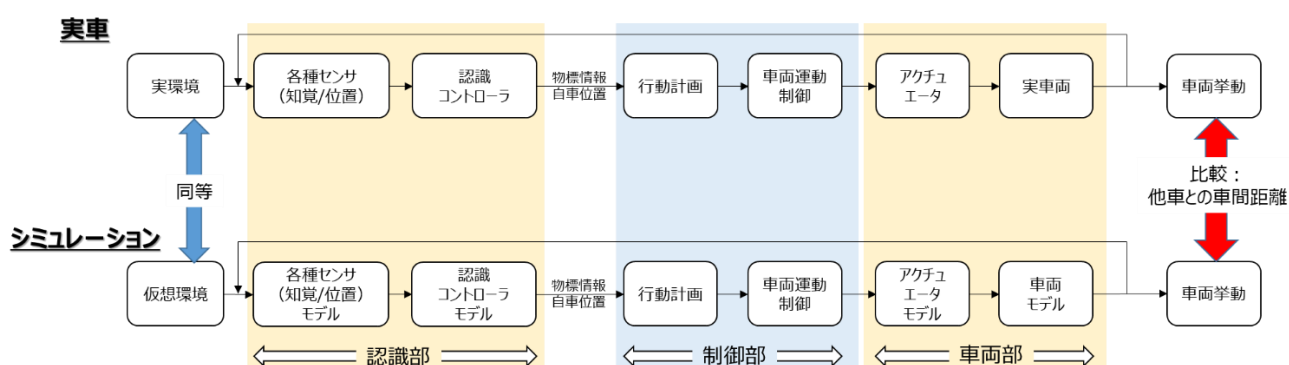 実車
実環境
各種センサ
(知覚/位置)
認識
コントローラ
物標情報
自車位置
行動計画
車両運動
制御
アクチュ
エータ
実車両
車両挙動
同等
比較：
他車との車間距離
シミュレーション
仮想環境
各種センサ
(知覚/位置)
モデル
認識
コントローラ
モデル
物標情報
自車位置
行動計画
車両運動
制御
アクチュ
エータ
モデル
車両
モデル
車両挙動
認識部
制御部
車両部